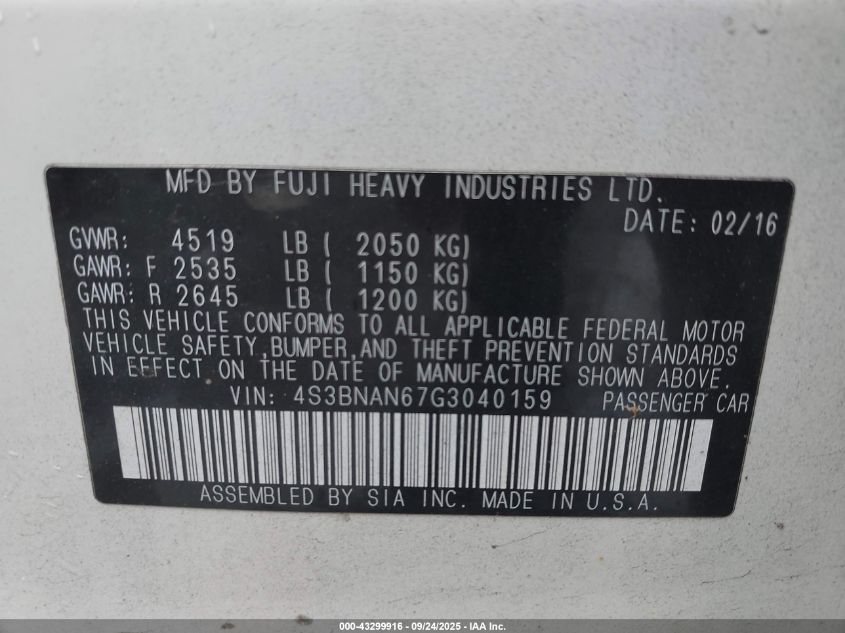 MFD BY FUJI HEAVY INDUSTRIES LTD.
DATE: 02/16
GVWR: 4519 LB ( 2050 KG)
GAWR: F 2535 LB ( 1150 KG)
GAWR: R 2645 LB ( 1200 KG)
THIS VEHICLE CONFORMS TO ALL APPLICABLE FEDERAL MOTOR
VEHICLE SAFETY,BUMPER,AND THEFT PREVENTION STANDARDS
IN EFFECT ON THE DATE OF MANUFACTURE SHOWN ABOVE.
VIN: 4S3BNAN67G3040159 PASSENGER CAR
ASSEMBLED BY SIA INC. MADE IN U.S.A.
000-43299916 - 09/24/2025 - IAA Inc.